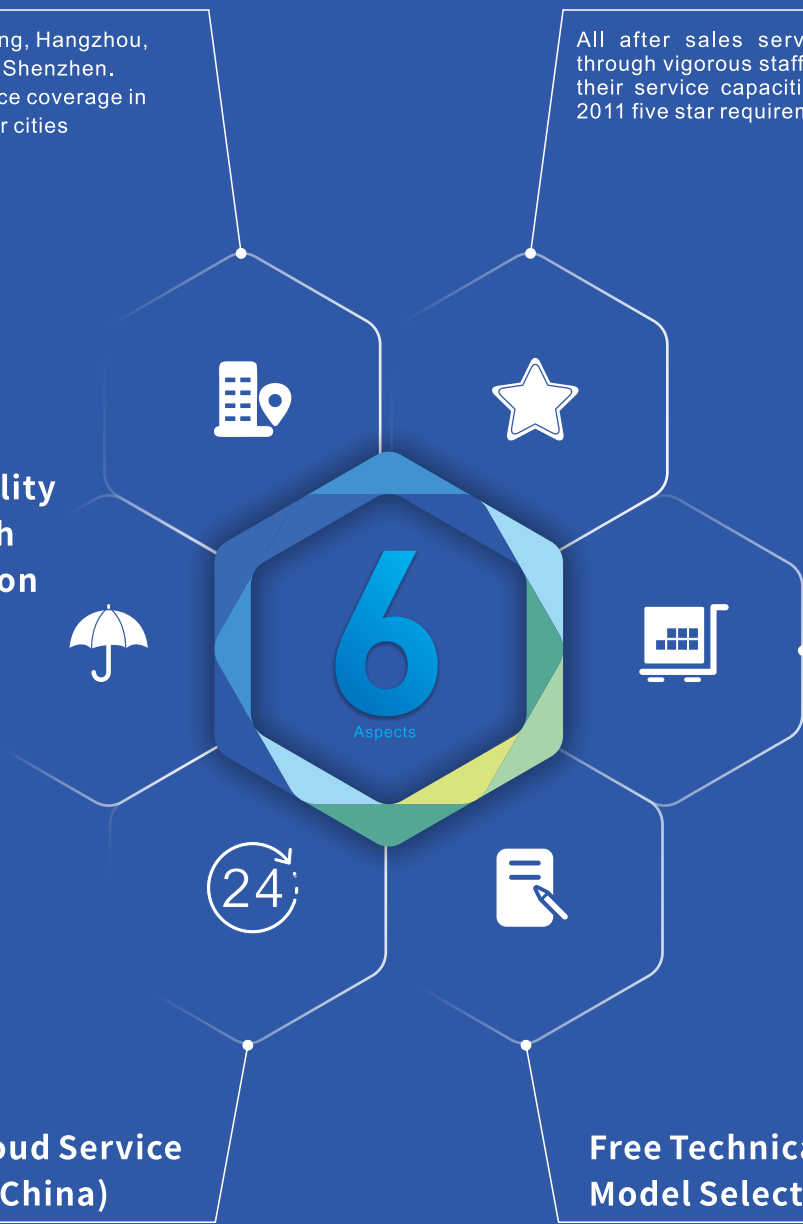 ng, Hangzhou,
Shenzhen.
ce coverage in
r cities
All after sales serv
through vigorous staff
their service capaciti
2011 five star requirem
lity
h
on
6
Aspects
24
oud Service
China)
Free Technica
Model Select